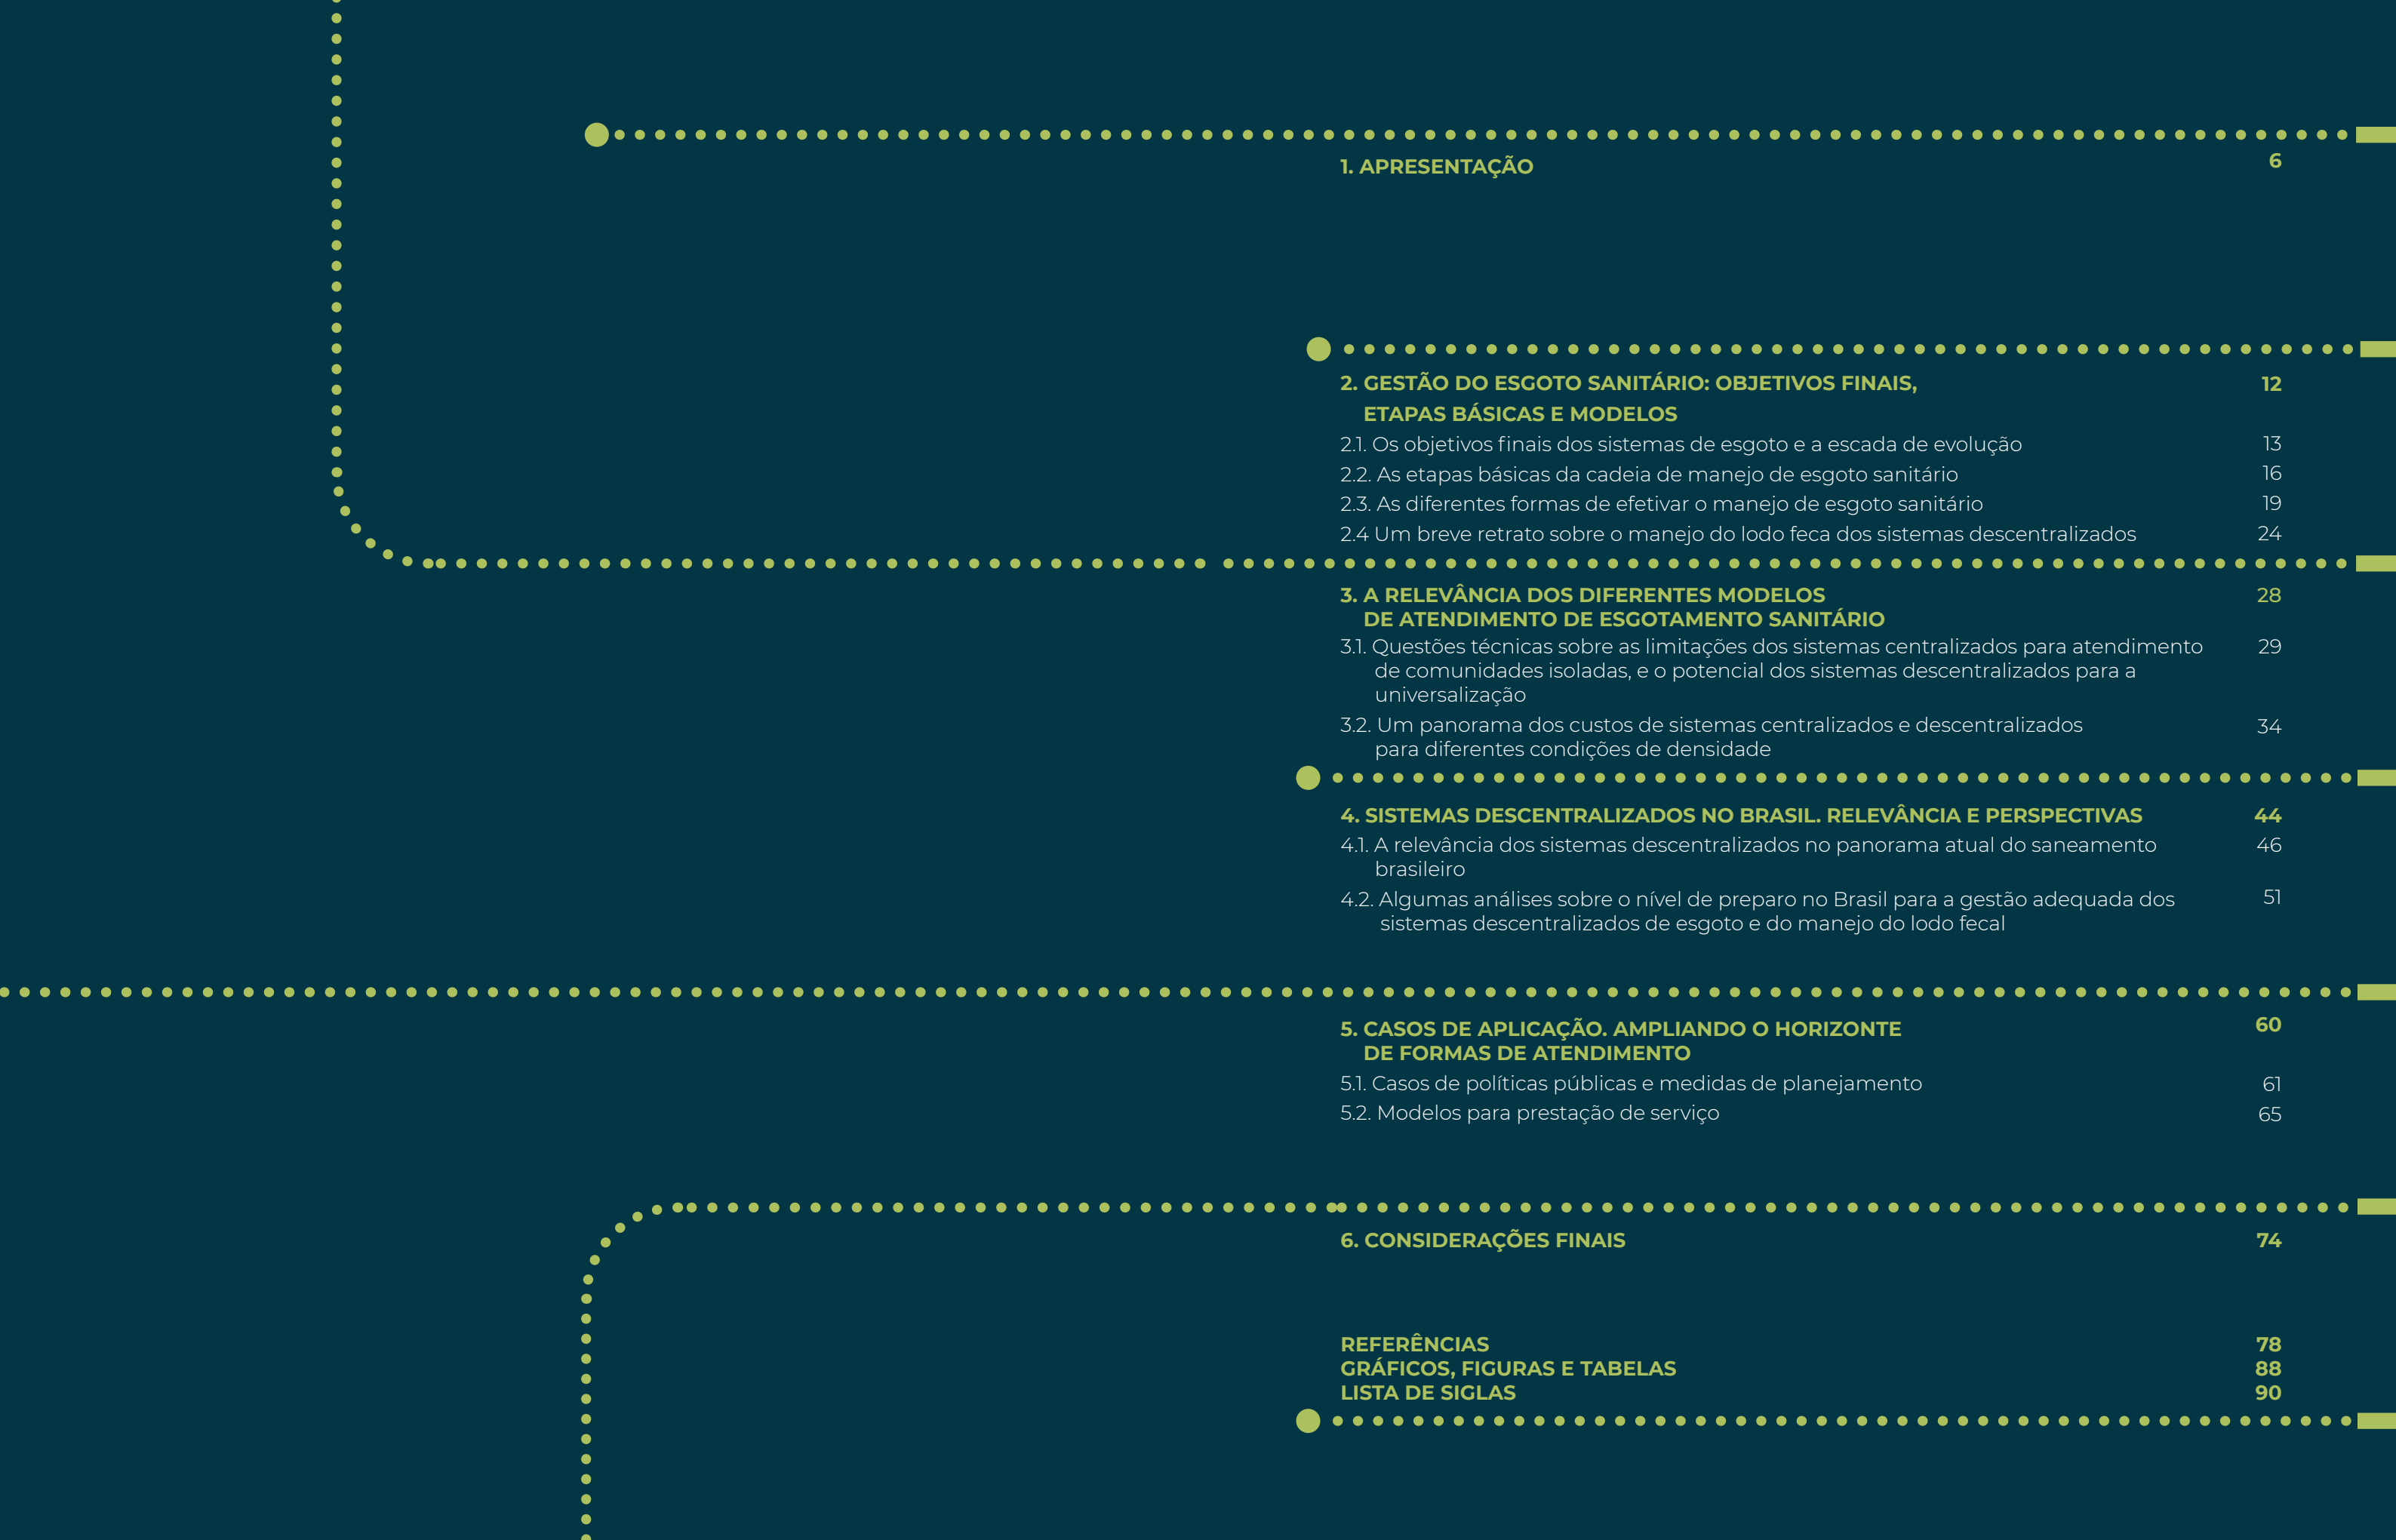 1. APRESENTAÇÃO 6
2. GESTÃO DO ESGOTO SANITÁRIO: OBJETIVOS FINAIS, 12
ETAPAS BÁSICAS E MODELOS
2.1. Os objetivos finais dos sistemas de esgoto e a escada de evolução 13
2.2. As etapas básicas da cadeia de manejo de esgoto sanitário 16
2.3. As diferentes formas de efetivar o manejo de esgoto sanitário 19
2.4 Um breve retrato sobre o manejo do lodo feca dos sistemas descentralizados 24
3. A RELEVÂNCIA DOS DIFERENTES MODELOS 28
DE ATENDIMENTO DE ESGOTAMENTO SANITÁRIO
3.1. Questões técnicas sobre as limitações dos sistemas centralizados para atendimento 29
de comunidades isoladas, e o potencial dos sistemas descentralizados para a
universalização
3.2. Um panorama dos custos de sistemas centralizados e descentralizados 34
para diferentes condições de densidade
4. SISTEMAS DESCENTRALIZADOS NO BRASIL. RELEVÂNCIA E PERSPECTIVAS 44
4.1. A relevância dos sistemas descentralizados no panorama atual do saneamento 46
brasileiro
4.2. Algumas análises sobre o nível de preparo no Brasil para a gestão adequada dos 51
sistemas descentralizados de esgoto e do manejo do lodo fecal
5. CASOS DE APLICAÇÃO. AMPLIANDO O HORIZONTE 60
DE FORMAS DE ATENDIMENTO
5.1. Casos de políticas públicas e medidas de planejamento 61
5.2. Modelos para prestação de serviço 65
6. CONSIDERAÇÕES FINAIS 74
REFERÊNCIAS 78
GRÁFICOS, FIGURAS E TABELAS 88
LISTA DE SIGLAS 90